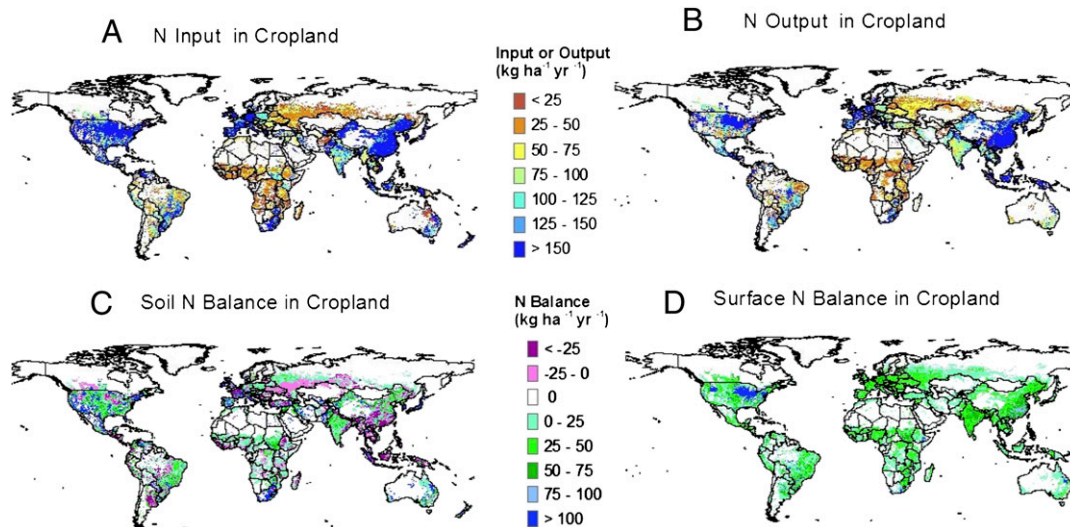 A
N Input in Cropland
B
N Output in Cropland
Input or Output
(kg ha⁻¹ yr⁻¹)
< 25
25 - 50
50 - 75
75 - 100
100 - 125
125 - 150
> 150
C
Soil N Balance in Cropland
D
Surface N Balance in Cropland
N Balance
(kg ha⁻¹ yr⁻¹)
< -25
-25 - 0
0
0 - 25
25 - 50
50 - 75
75 - 100
> 100